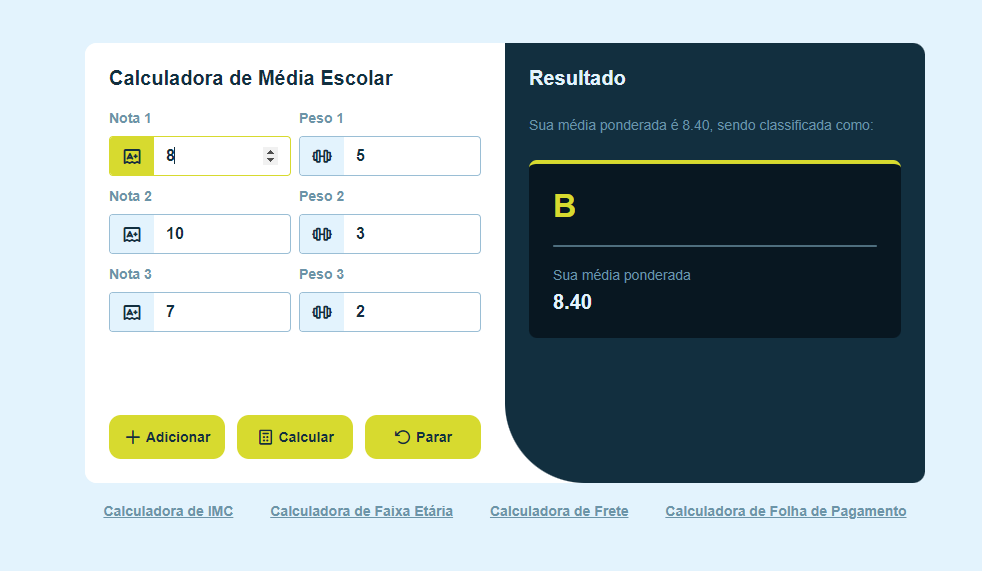 Calculadora de Média Escolar
Nota 1 Peso 1
A+ 8 5
Nota 2 Peso 2
A+ 10 3
Nota 3 Peso 3
A+ 7 2
Adicionar Calcular Parar
Resultado
Sua média ponderada é 8.40, sendo classificada como:
B
Sua média ponderada
8.40
Calculadora de IMC Calculadora de Faixa Etária Calculadora de Frete Calculadora de Folha de Pagamento